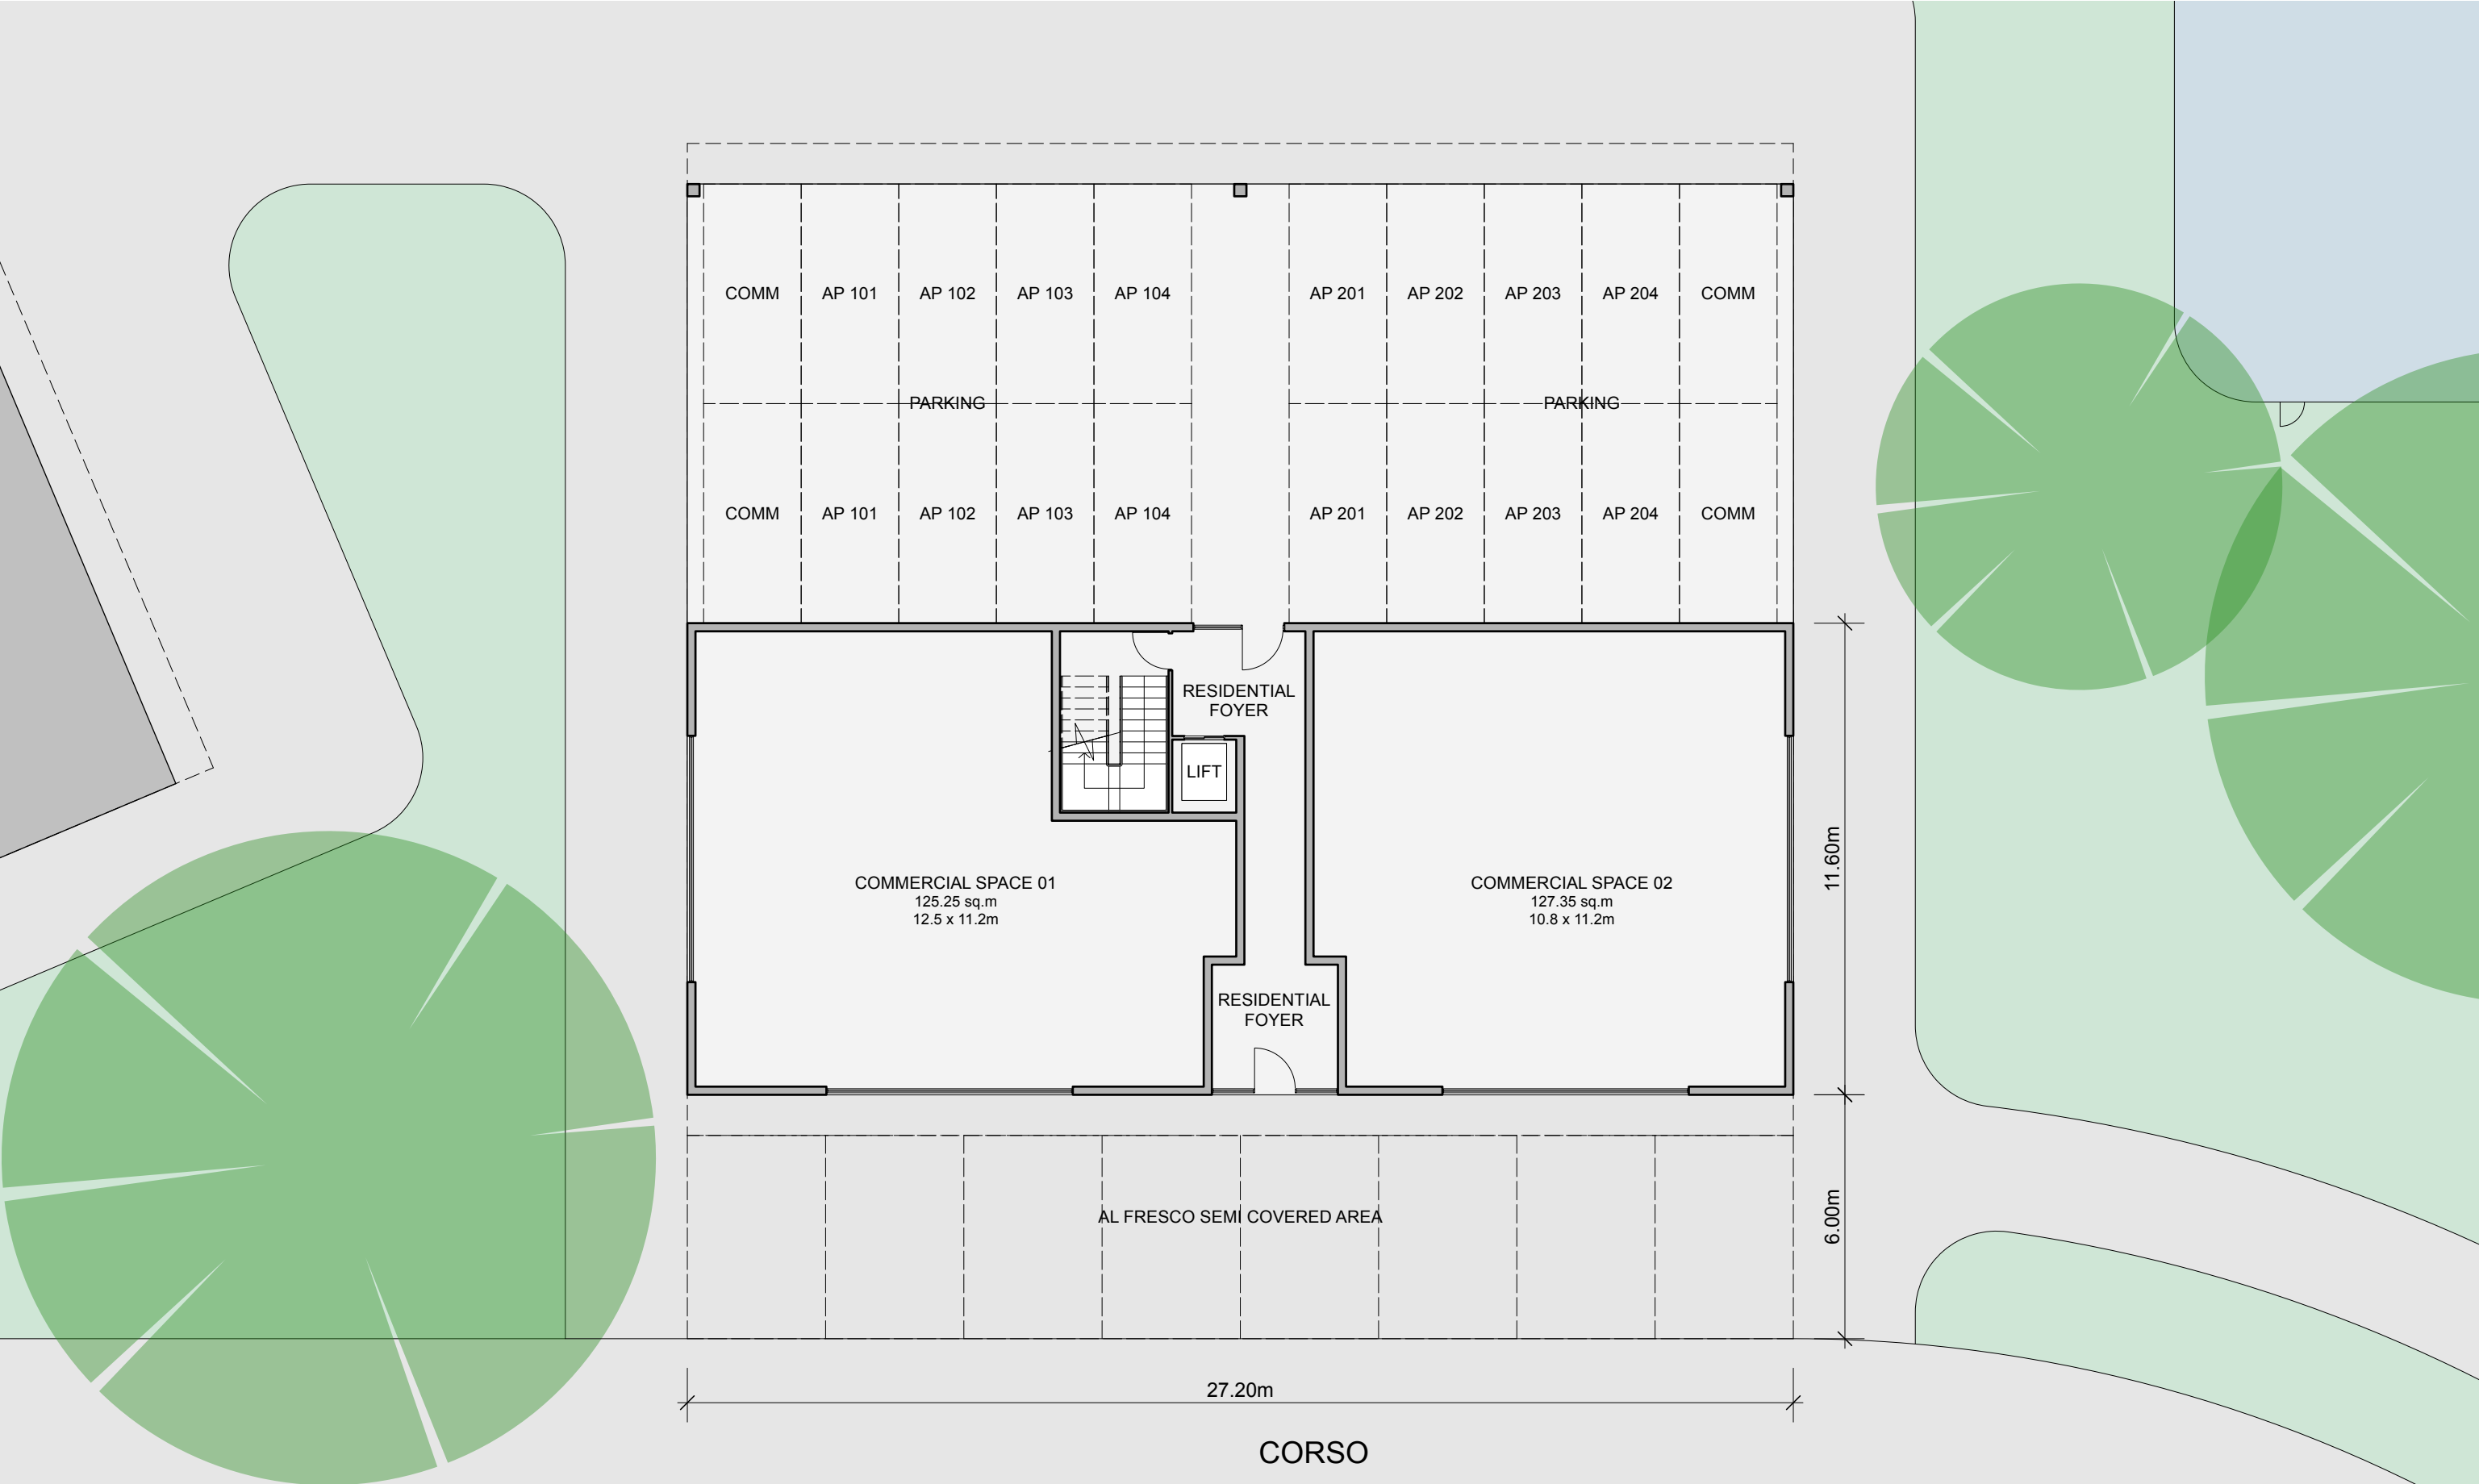 COMM AP 101 AP 102 AP 103 AP 104 AP 201 AP 202 AP 203 AP 204 COMM
PARKING PARKING
COMM AP 101 AP 102 AP 103 AP 104 AP 201 AP 202 AP 203 AP 204 COMM
RESIDENTIAL
FOYER
LIFT
COMMERCIAL SPACE 01
125.25 sq.m
12.5 x 11.2m
COMMERCIAL SPACE 02
127.35 sq.m
10.8 x 11.2m
11.60m
RESIDENTIAL
FOYER
AL FRESCO SEMI COVERED AREA
6.00m
27.20m
CORSO